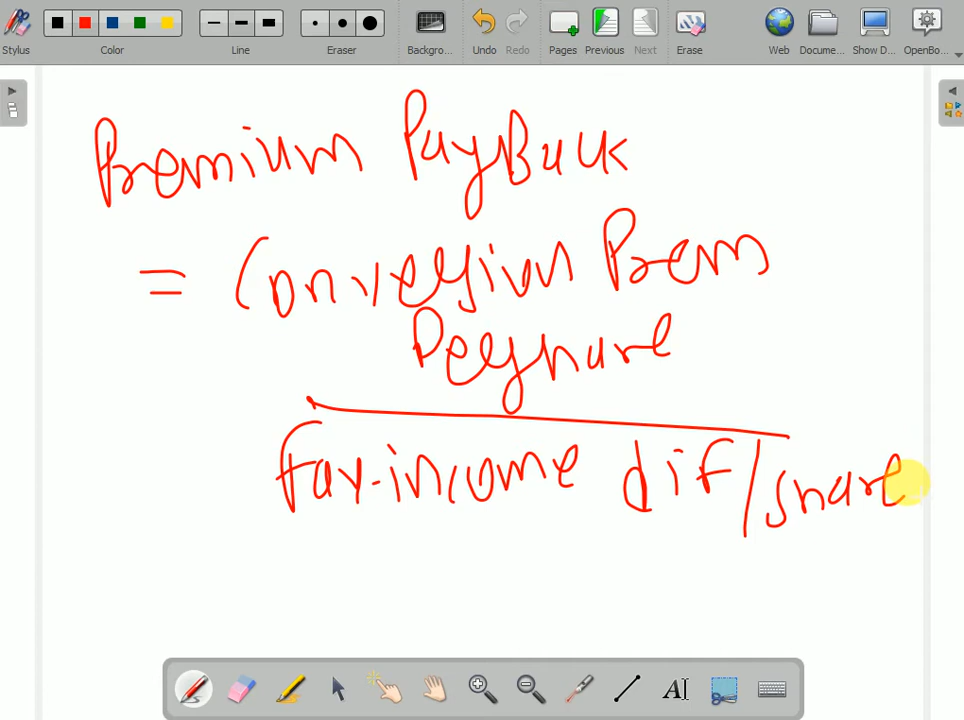 Stylus
Color
Line
Eraser
Backgro...
Undo
Redo
Pages
Previous
Next
Erase
Web
Docume...
Show D...
OpenBo...
Premium PayBack
= Conversion Prem
Per share
fav.income dif/share
AI